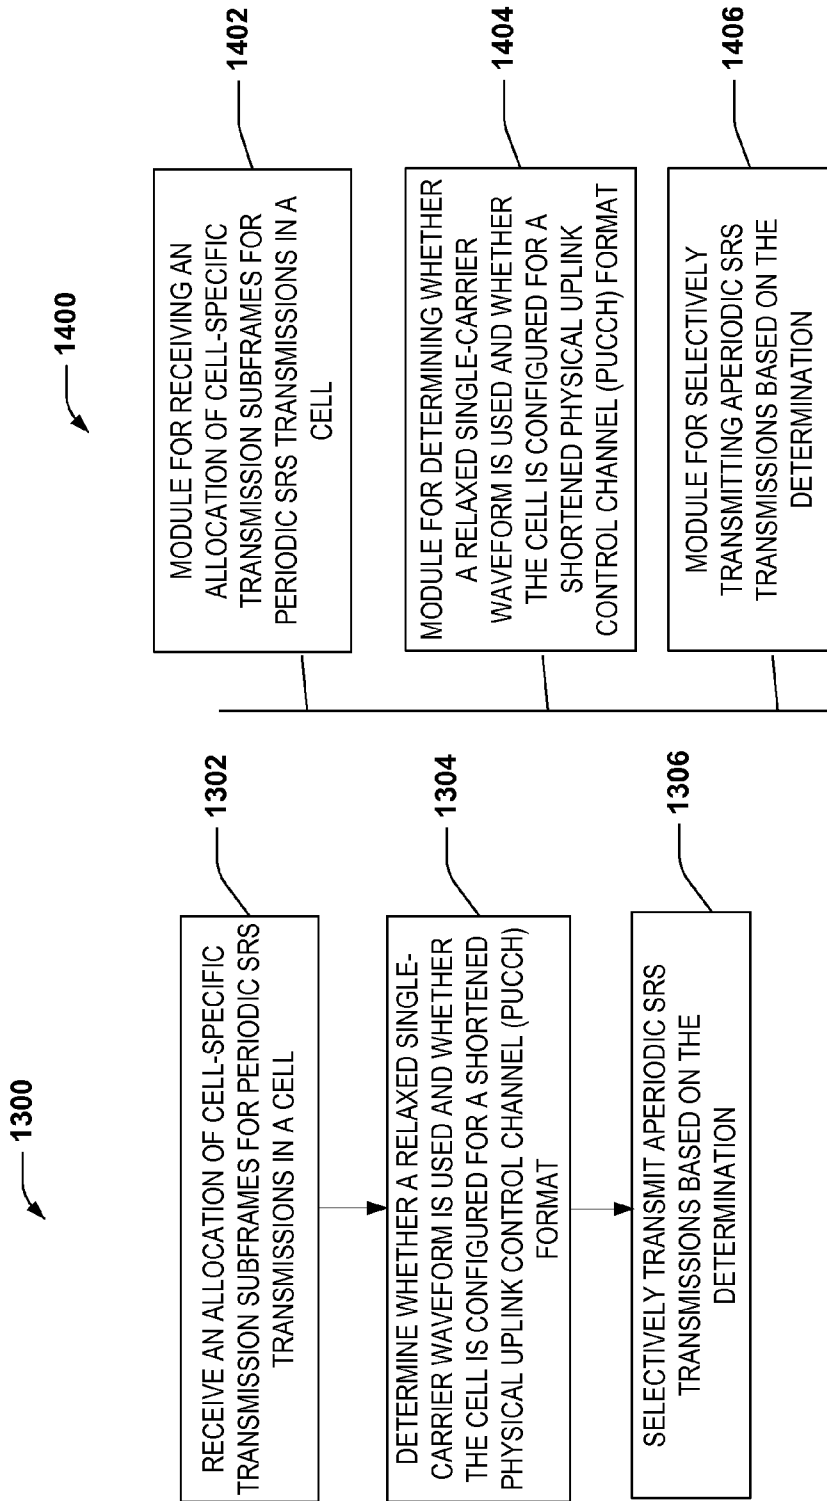 1300
RECEIVE AN ALLOCATION OF CELL-SPECIFIC
TRANSMISSION SUBFRAMES FOR PERIODIC SRS
TRANSMISSIONS IN A CELL
1302
DETERMINE WHETHER A RELAXED SINGLE-
CARRIER WAVEFORM IS USED AND WHETHER
THE CELL IS CONFIGURED FOR A SHORTENED
PHYSICAL UPLINK CONTROL CHANNEL (PUCCH)
FORMAT
1304
SELECTIVELY TRANSMIT APERIODIC SRS
TRANSMISSIONS BASED ON THE
DETERMINATION
1306
1400
MODULE FOR RECEIVING AN
ALLOCATION OF CELL-SPECIFIC
TRANSMISSION SUBFRAMES FOR
PERIODIC SRS TRANSMISSIONS IN A
CELL
1402
MODULE FOR DETERMINING WHETHER
A RELAXED SINGLE-CARRIER
WAVEFORM IS USED AND WHETHER
THE CELL IS CONFIGURED FOR A
SHORTENED PHYSICAL UPLINK
CONTROL CHANNEL (PUCCH) FORMAT
1404
MODULE FOR SELECTIVELY
TRANSMITTING APERIODIC SRS
TRANSMISSIONS BASED ON THE
DETERMINATION
1406